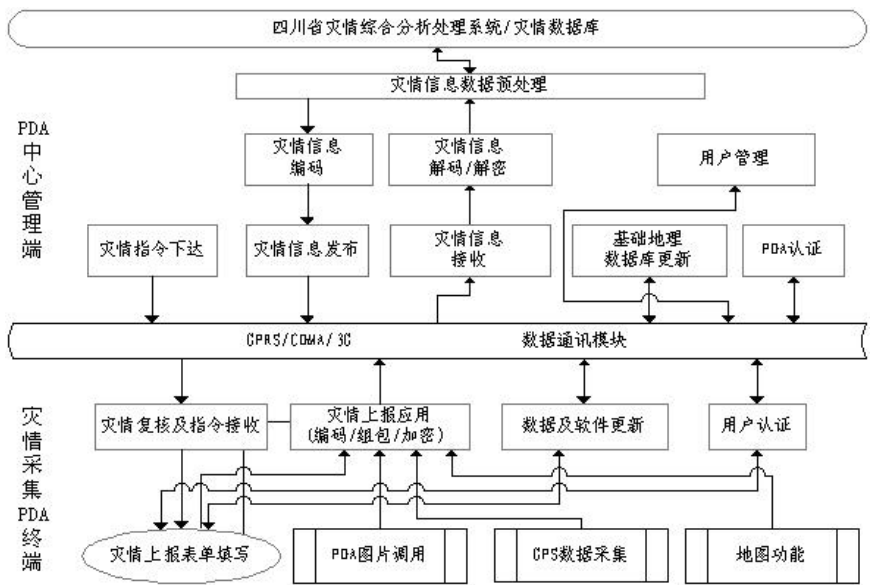 四川省灾情综合分析处理系统/灾情数据库
灾情信息数据预处理
PDA
中
心
管
理
端
灾情信息
编码
灾情信息
解码/解密
用户管理
灾情指令下达
灾情信息发布
灾情信息
接收
基础地理
数据库更新
PDA认证
GPRS/CDMA/3G
数据通讯模块
灾
情
采
集
PDA
终
端
灾情复核及指令接收
灾情上报应用
(编码/组包/加密)
数据及软件更新
用户认证
灾情上报表单填写
PDA图片调用
GPS数据采集
地图功能